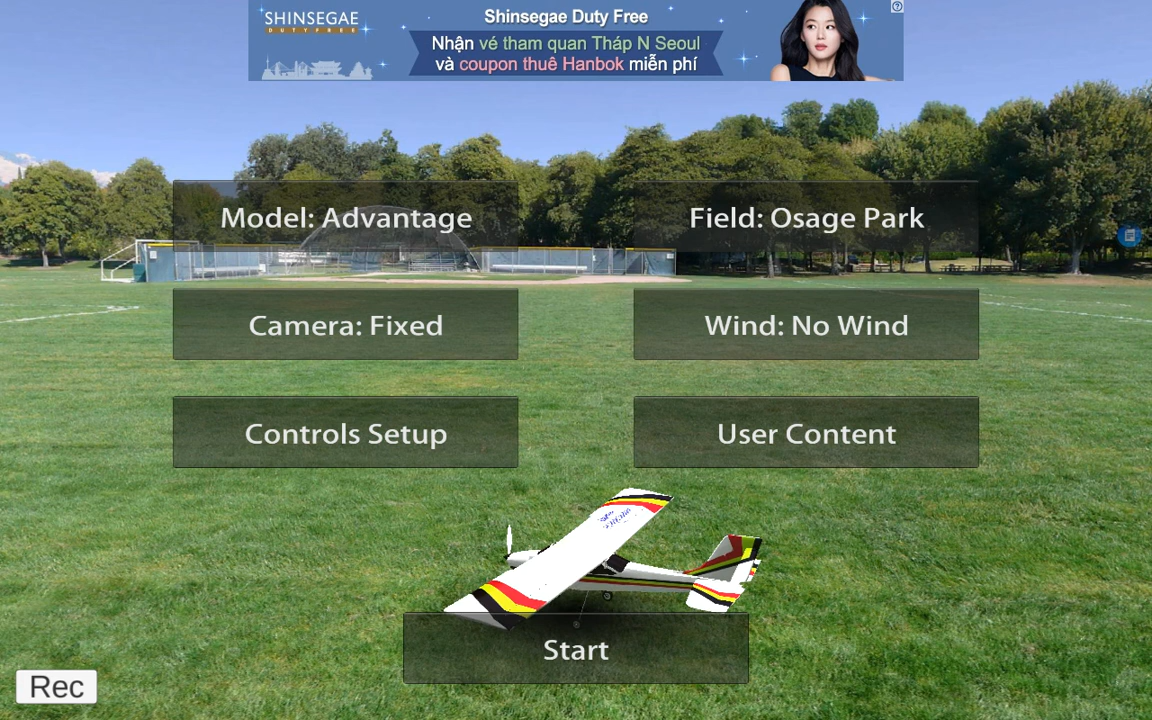 SHINSEGAE
DUTY FREE
Shinsegae Duty Free
Nhận vé tham quan Tháp N Seoul
và coupon thuê Hanbok miễn phí
Model: Advantage
Field: Osage Park
Camera: Fixed
Wind: No Wind
Controls Setup
User Content
Start
Rec